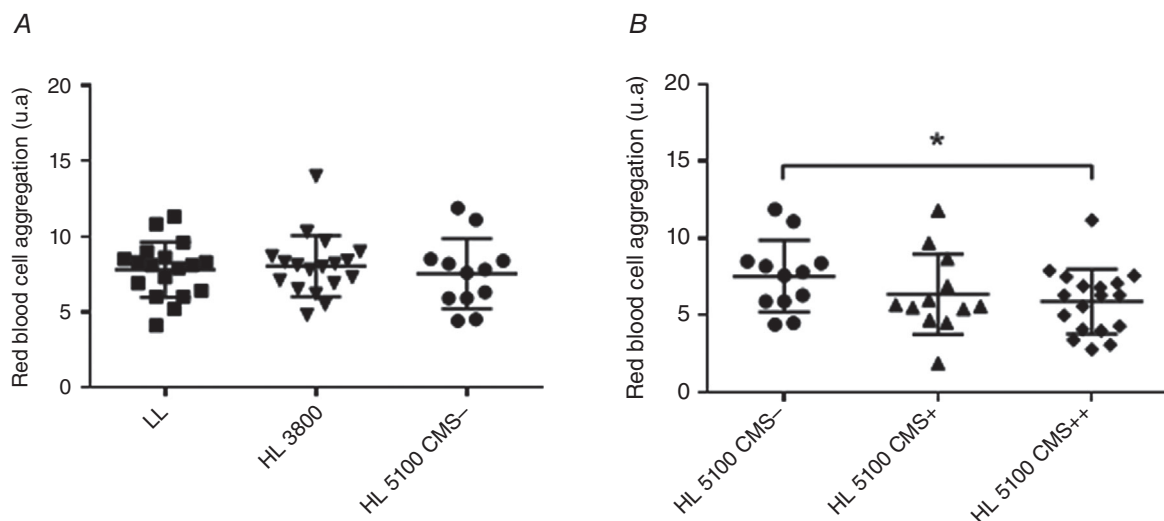 A
Red blood cell aggregation (u.a)
20
15
10
5
0
LL
HL 3800
HL 5100 CMS–
B
Red blood cell aggregation (u.a)
20
15
10
5
0
*
HL 5100 CMS–
HL 5100 CMS+
HL 5100 CMS++